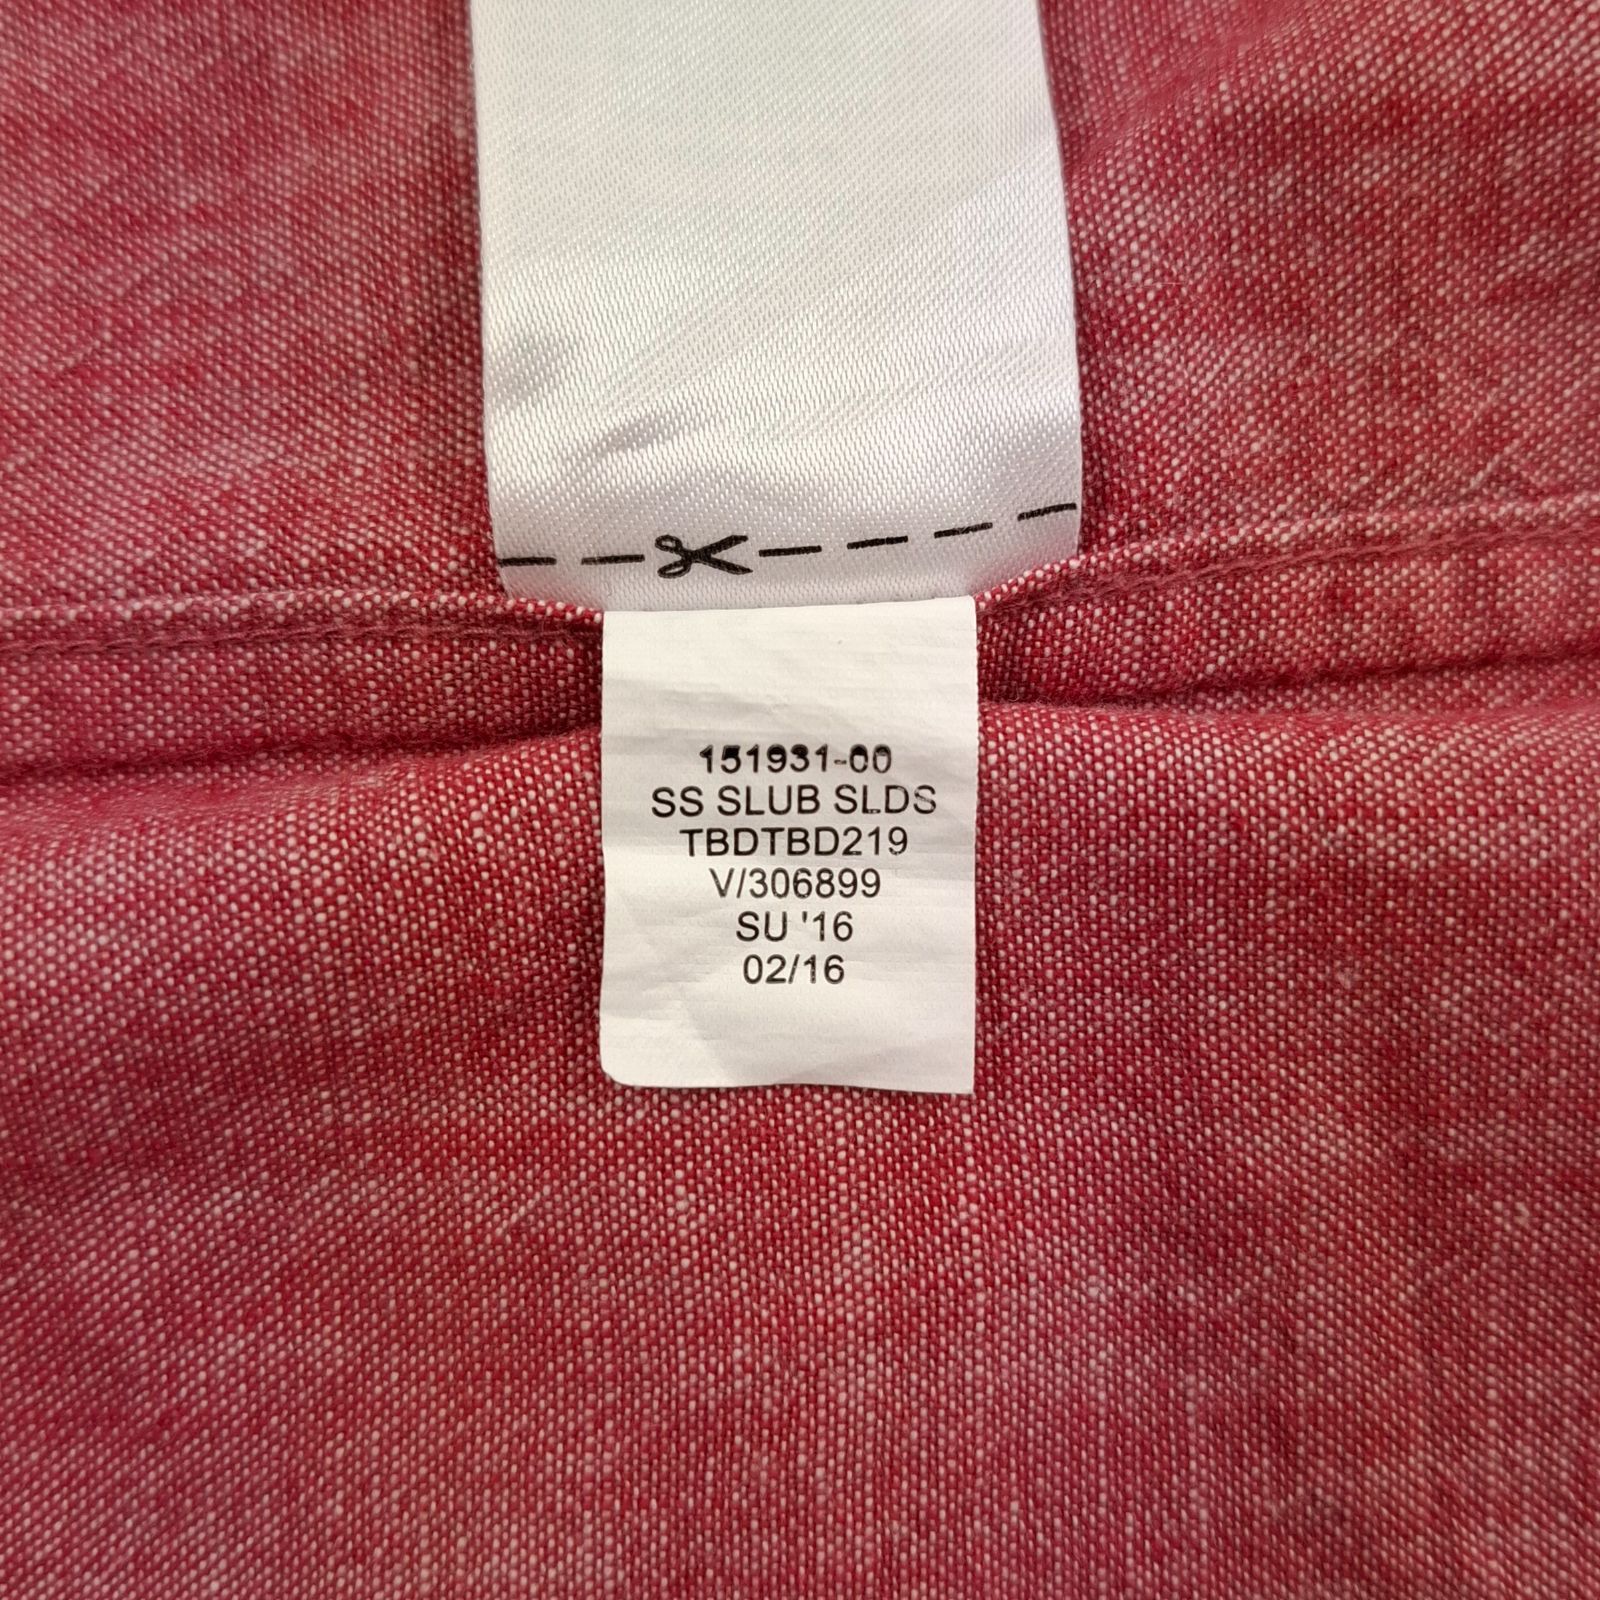 151931-00
SS SLUB SLDS
TBDTBD219
V/306899
SU '16
02/16